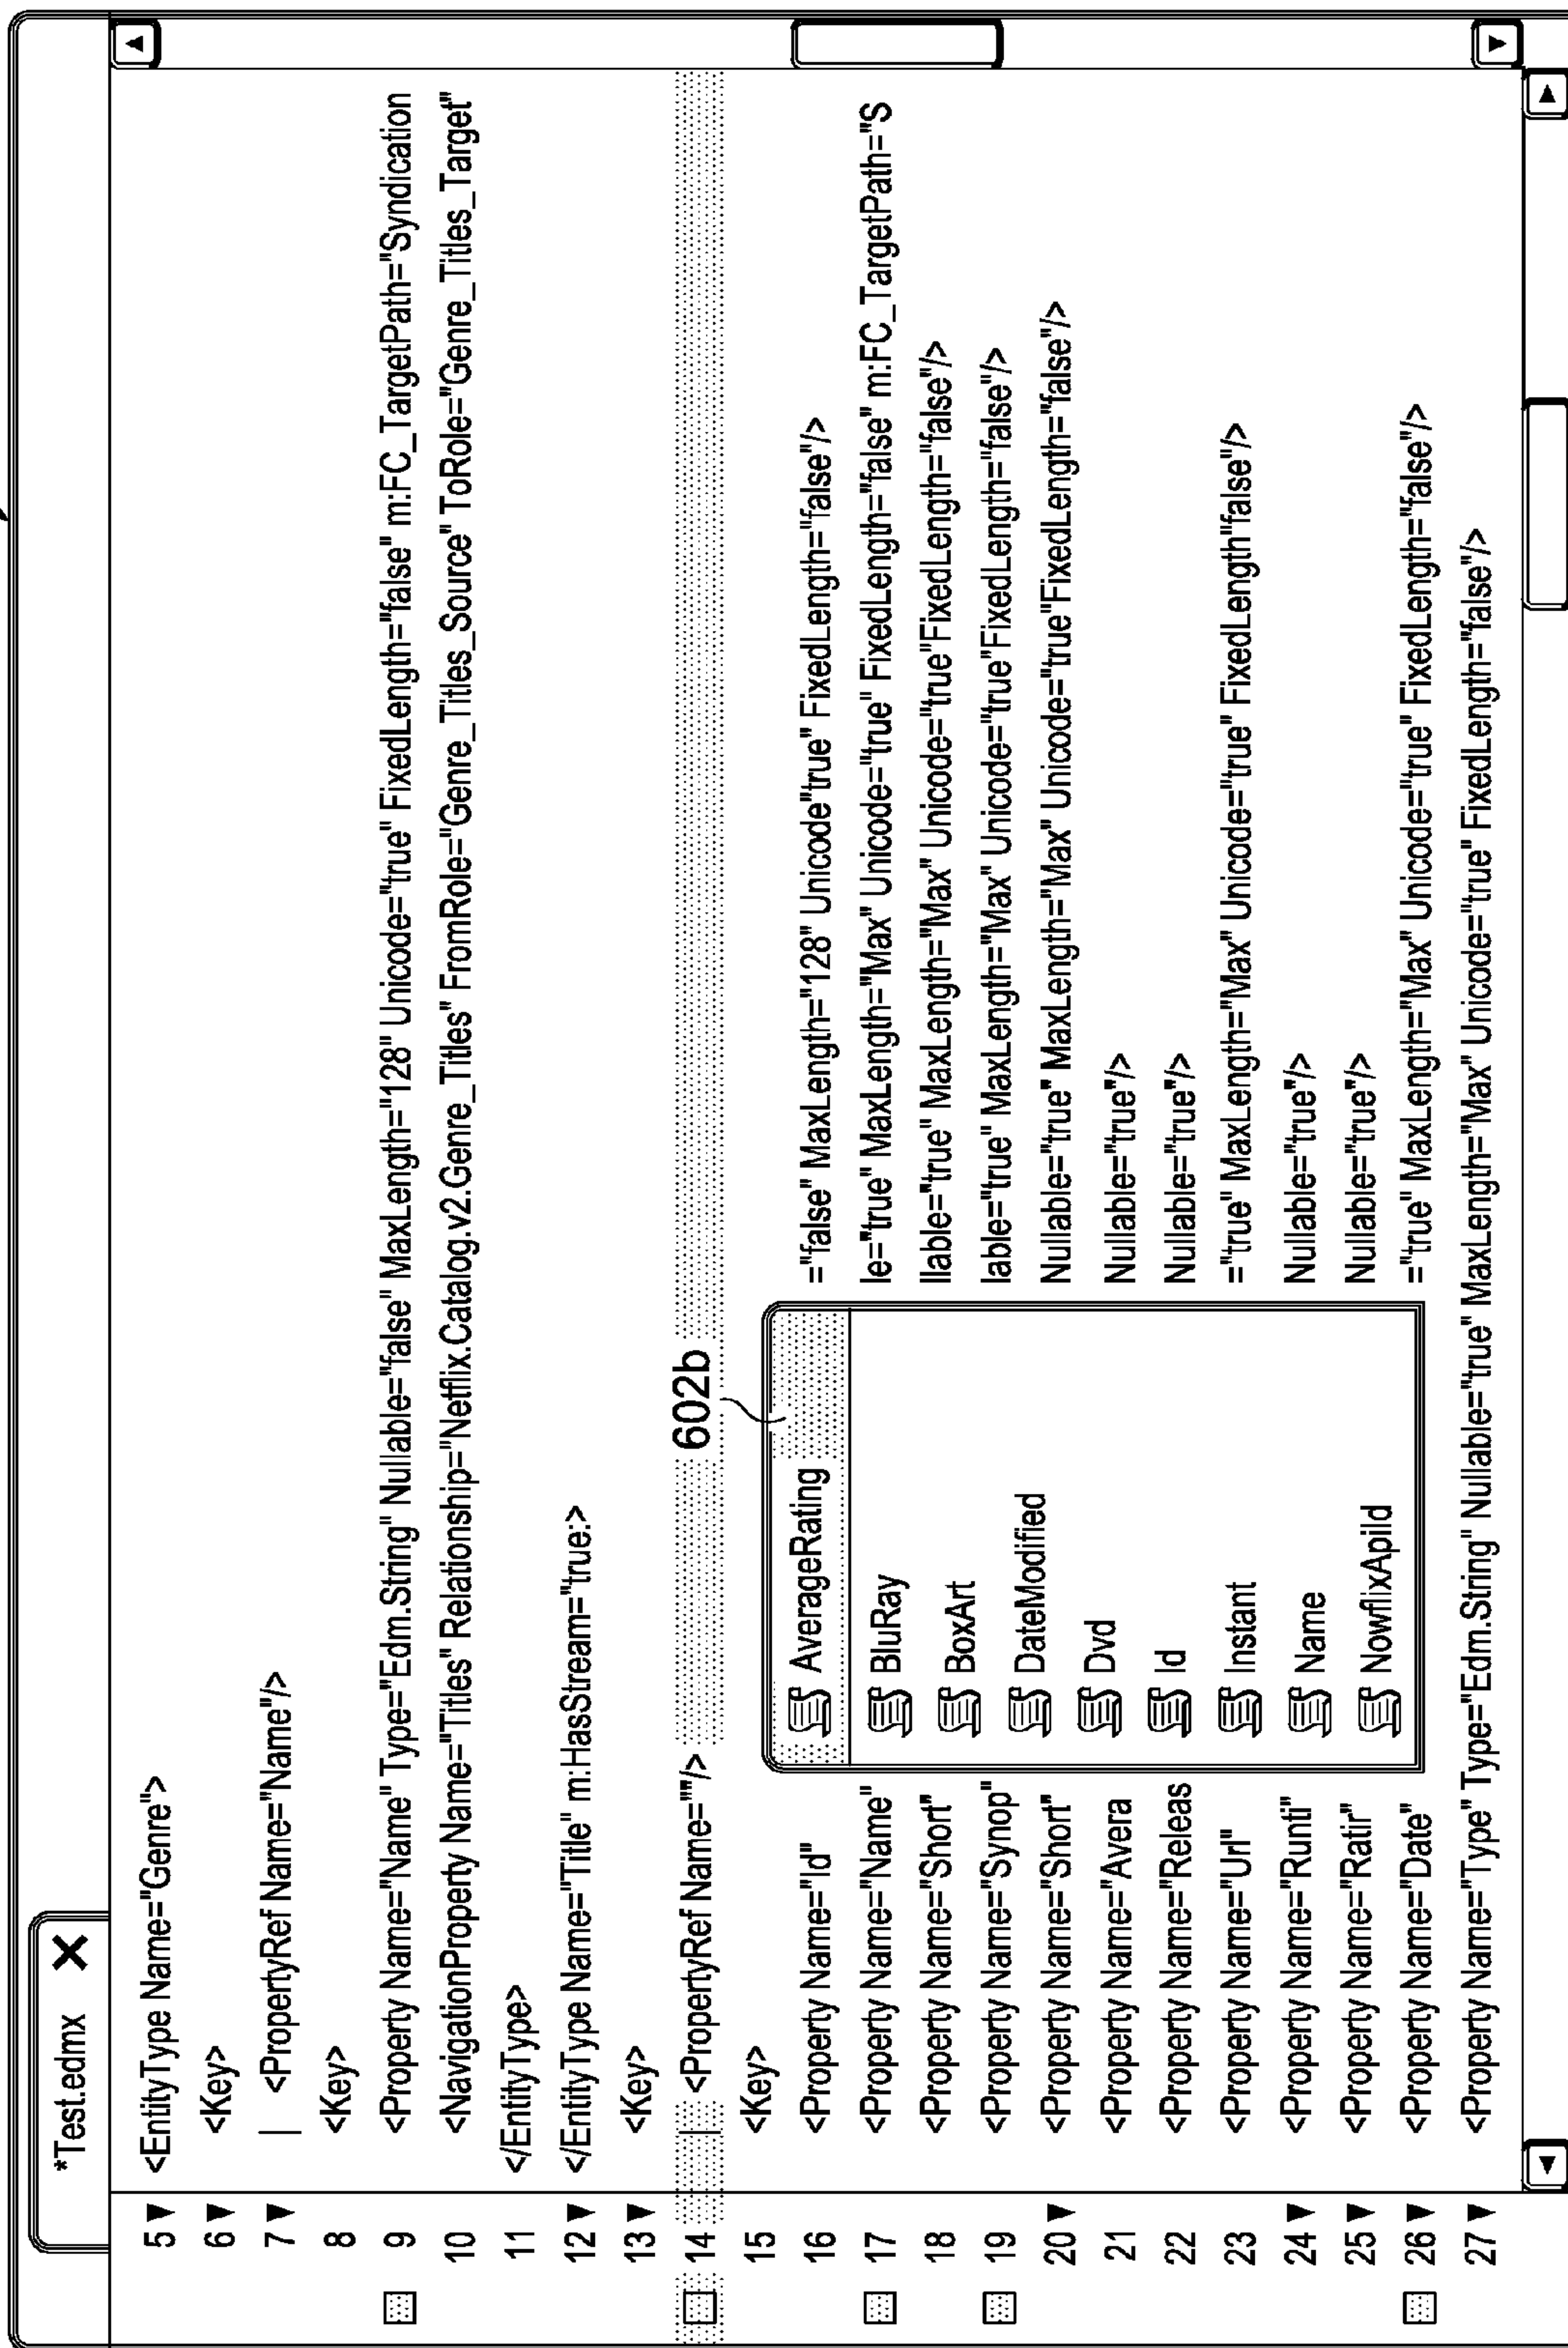 *Test.edmx X
5 <EntityType Name="Genre">
6 <Key>
7 | <PropertyRef Name="Name"/>
8 <Key>
9 <Property Name="Name" Type="Edm.String" Nullable="false" MaxLength="128" Unicode="true" FixedLength="false" m:FC_TargetPath="Syndication
10 <NavigationProperty Name="Titles" Relationship="Netflix.Catalog.v2.Genre_Titles" FromRole="Genre_Titles_Source" ToRole="Genre_Titles_Target"
11 </EntityType>
12 </EntityType Name="Title" m:HasStream="true:>
13 <Key>
14 | <PropertyRef Name=""/>
602b
15 <Key>
16 <Property Name="Id" AverageRating ="false" MaxLength="128" Unicode"true" FixedLength="false"/>
17 <Property Name="Name" BluRay le="true" MaxLength="Max" Unicode="true" FixedLength="false" m:FC_TargetPath="S
18 <Property Name="Short" BoxArt llable="true" MaxLength="Max" Unicode="true"FixedLength="false"/>
19 <Property Name="Synop" DateModified lable="true" MaxLength="Max" Unicode="true"FixedLength="false"/>
20 <Property Name="Short" Dvd Nullable="true" MaxLength="Max" Unicode="true"FixedLength="false"/>
21 <Property Name="Avera Id Nullable="true"/>
22 <Property Name="Releas Nullable="true"/>
23 <Property Name="Url" Instant ="true" MaxLength="Max" Unicode="true" FixedLength"false"/>
24 <Property Name="Runti" Name Nullable="true"/>
25 <Property Name="Ratir" NowflixApiId Nullable="true"/>
26 <Property Name="Date" ="true" MaxLength="Max" Unicode="true" FixedLength="false"/>
27 <Property Name="Type" Type="Edm.String" Nullable="true" MaxLength="Max" Unicode="true" FixedLength="false"/>